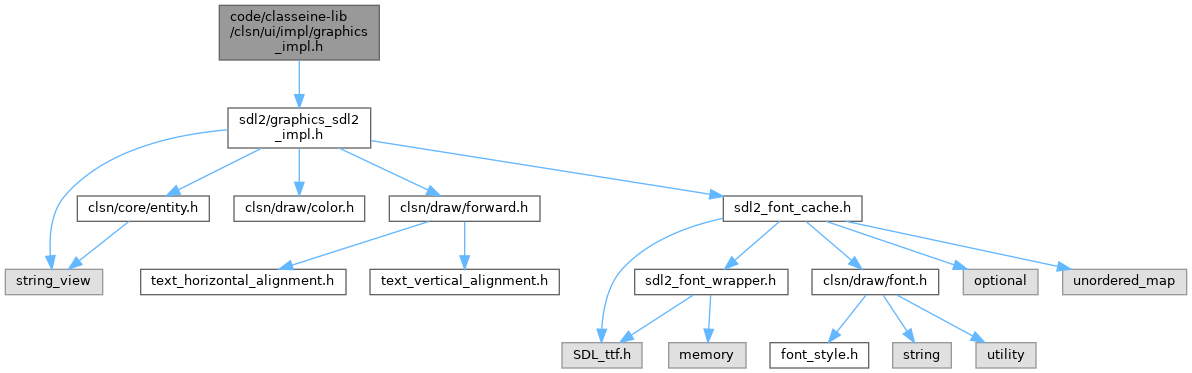 code/classeine-lib
/clsn/ui/impl/graphics
_impl.h
sdl2/graphics_sdl2
_impl.h
clsn/core/entity.h
clsn/draw/color.h
clsn/draw/forward.h
sdl2_font_cache.h
string_view
text_horizontal_alignment.h
text_vertical_alignment.h
sdl2_font_wrapper.h
clsn/draw/font.h
optional
unordered_map
SDL_ttf.h
memory
font_style.h
string
utility